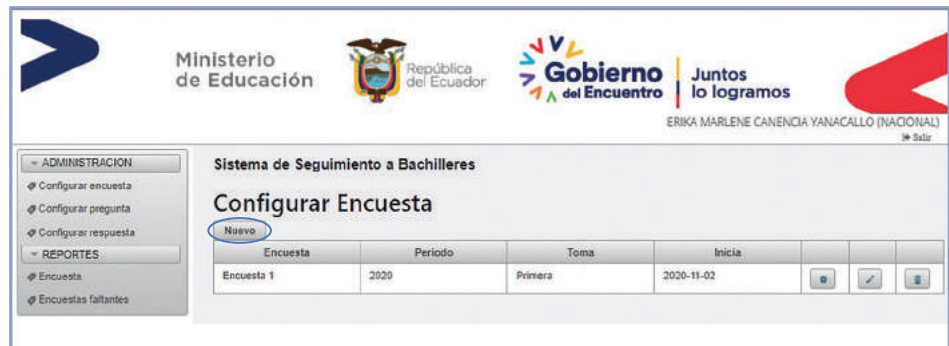 Ministerio
de Educación
República
del Ecuador
Gobierno
del Encuentro
Juntos
lo logramos
ERIKA MARLENE CANENCIA YANACALLO (NACIONAL)
Salir
ADMINISTRACION
Configurar encuesta
Configurar pregunta
Configurar respuesta
REPORTES
Encuesta
Encuestas faltantes
Sistema de Seguimiento a Bachilleres
Configurar Encuesta
Nuevo
Encuesta Periodo Toma Inicia
Encuesta 1 2020 Primera 2020-11-02